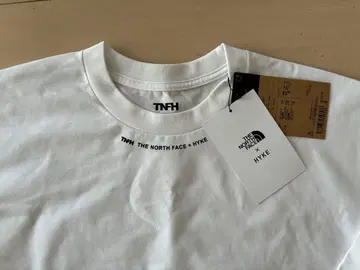 TNFH
TNFH THE NORTH FACE × HYKE
THE
NORTH
FACE
×
HYKE